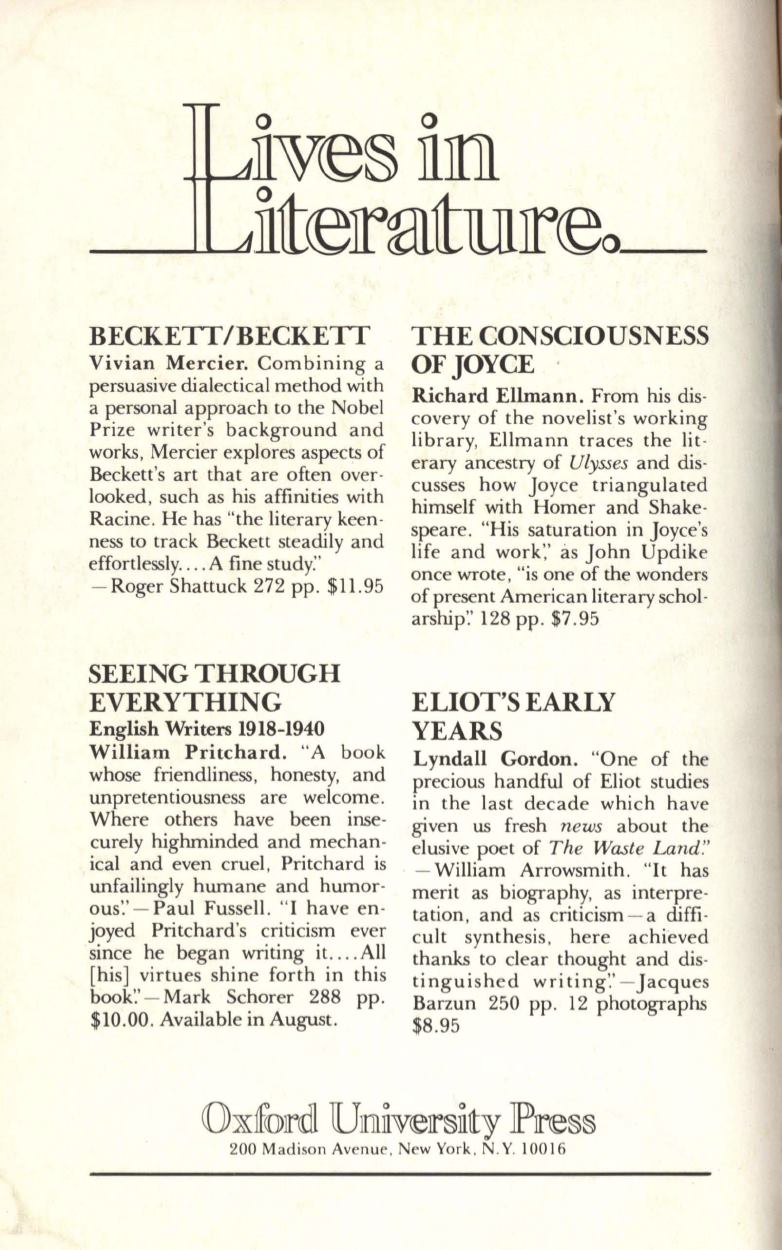 Lives in
Literature.
BECKETT/BECKETT
Vivian Mercier. Combining a
persuasive dialectical method with
a personal approach to the Nobel
Prize writer's background and
works, Mercier explores aspects of
Beckett's art that are often over-
looked, such as his affinities with
Racine. He has "the literary keen-
ness to track Beckett steadily and
effortlessly....A fine study."
—Roger Shattuck 272 pp. $11.95
SEEING THROUGH
EVERYTHING
English Writers 1918-1940
William Pritchard. "A book
whose friendliness, honesty, and
unpretentiousness are welcome.
Where others have been inse-
curely highminded and mechan-
ical and even cruel, Pritchard is
unfailingly humane and humor-
ous."—Paul Fussell. "I have en-
joyed Pritchard's criticism ever
since he began writing it....All
[his] virtues shine forth in this
book."—Mark Schorer 288 pp.
$10.00. Available in August.
THE CONSCIOUSNESS
OF JOYCE
Richard Ellmann. From his dis-
covery of the novelist's working
library, Ellmann traces the lit-
erary ancestry of Ulysses and dis-
cusses how Joyce triangulated
himself with Homer and Shake-
speare. "His saturation in Joyce's
life and work," as John Updike
once wrote, "is one of the wonders
of present American literary schol-
arship." 128 pp. $7.95
ELIOT'S EARLY
YEARS
Lyndall Gordon. "One of the
precious handful of Eliot studies
in the last decade which have
given us fresh news about the
elusive poet of The Waste Land."
—William Arrowsmith. "It has
merit as biography, as interpre-
tation, and as criticism—a diffi-
cult synthesis, here achieved
thanks to clear thought and dis-
tinguished writing."—Jacques
Barzun 250 pp. 12 photographs
$8.95
Oxford University Press
200 Madison Avenue, New York, N.Y. 10016